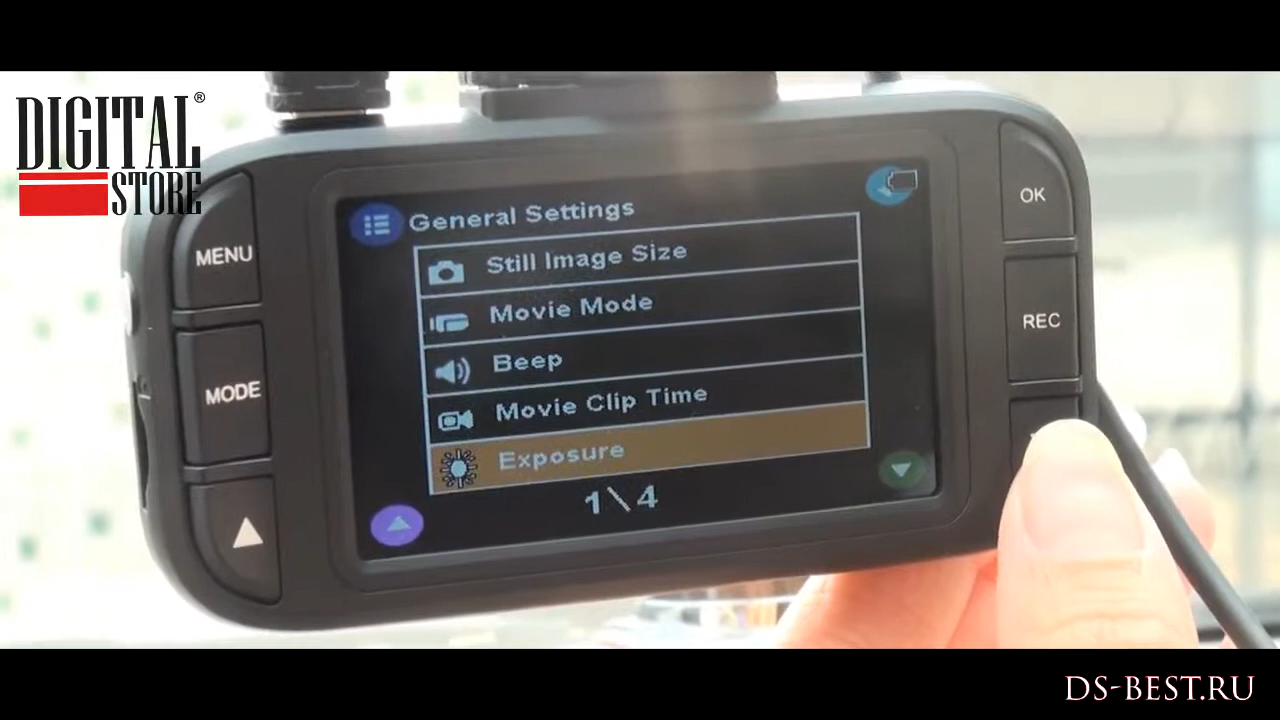 DIGITAL®
STORE
MENU
MODE
General Settings
Still Image Size
Movie Mode
Beep
Movie Clip Time
Exposure
1\4
OK
REC
DS-BEST.RU